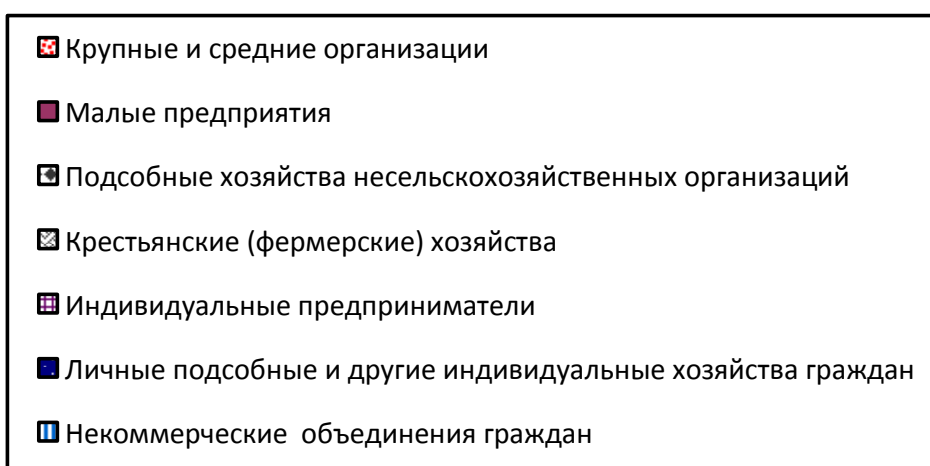 Крупные и средние организации
Малые предприятия
Подсобные хозяйства несельскохозяйственных организаций
Крестьянские (фермерские) хозяйства
Индивидуальные предприниматели
Личные подсобные и другие индивидуальные хозяйства граждан
Некоммерческие  объединения граждан